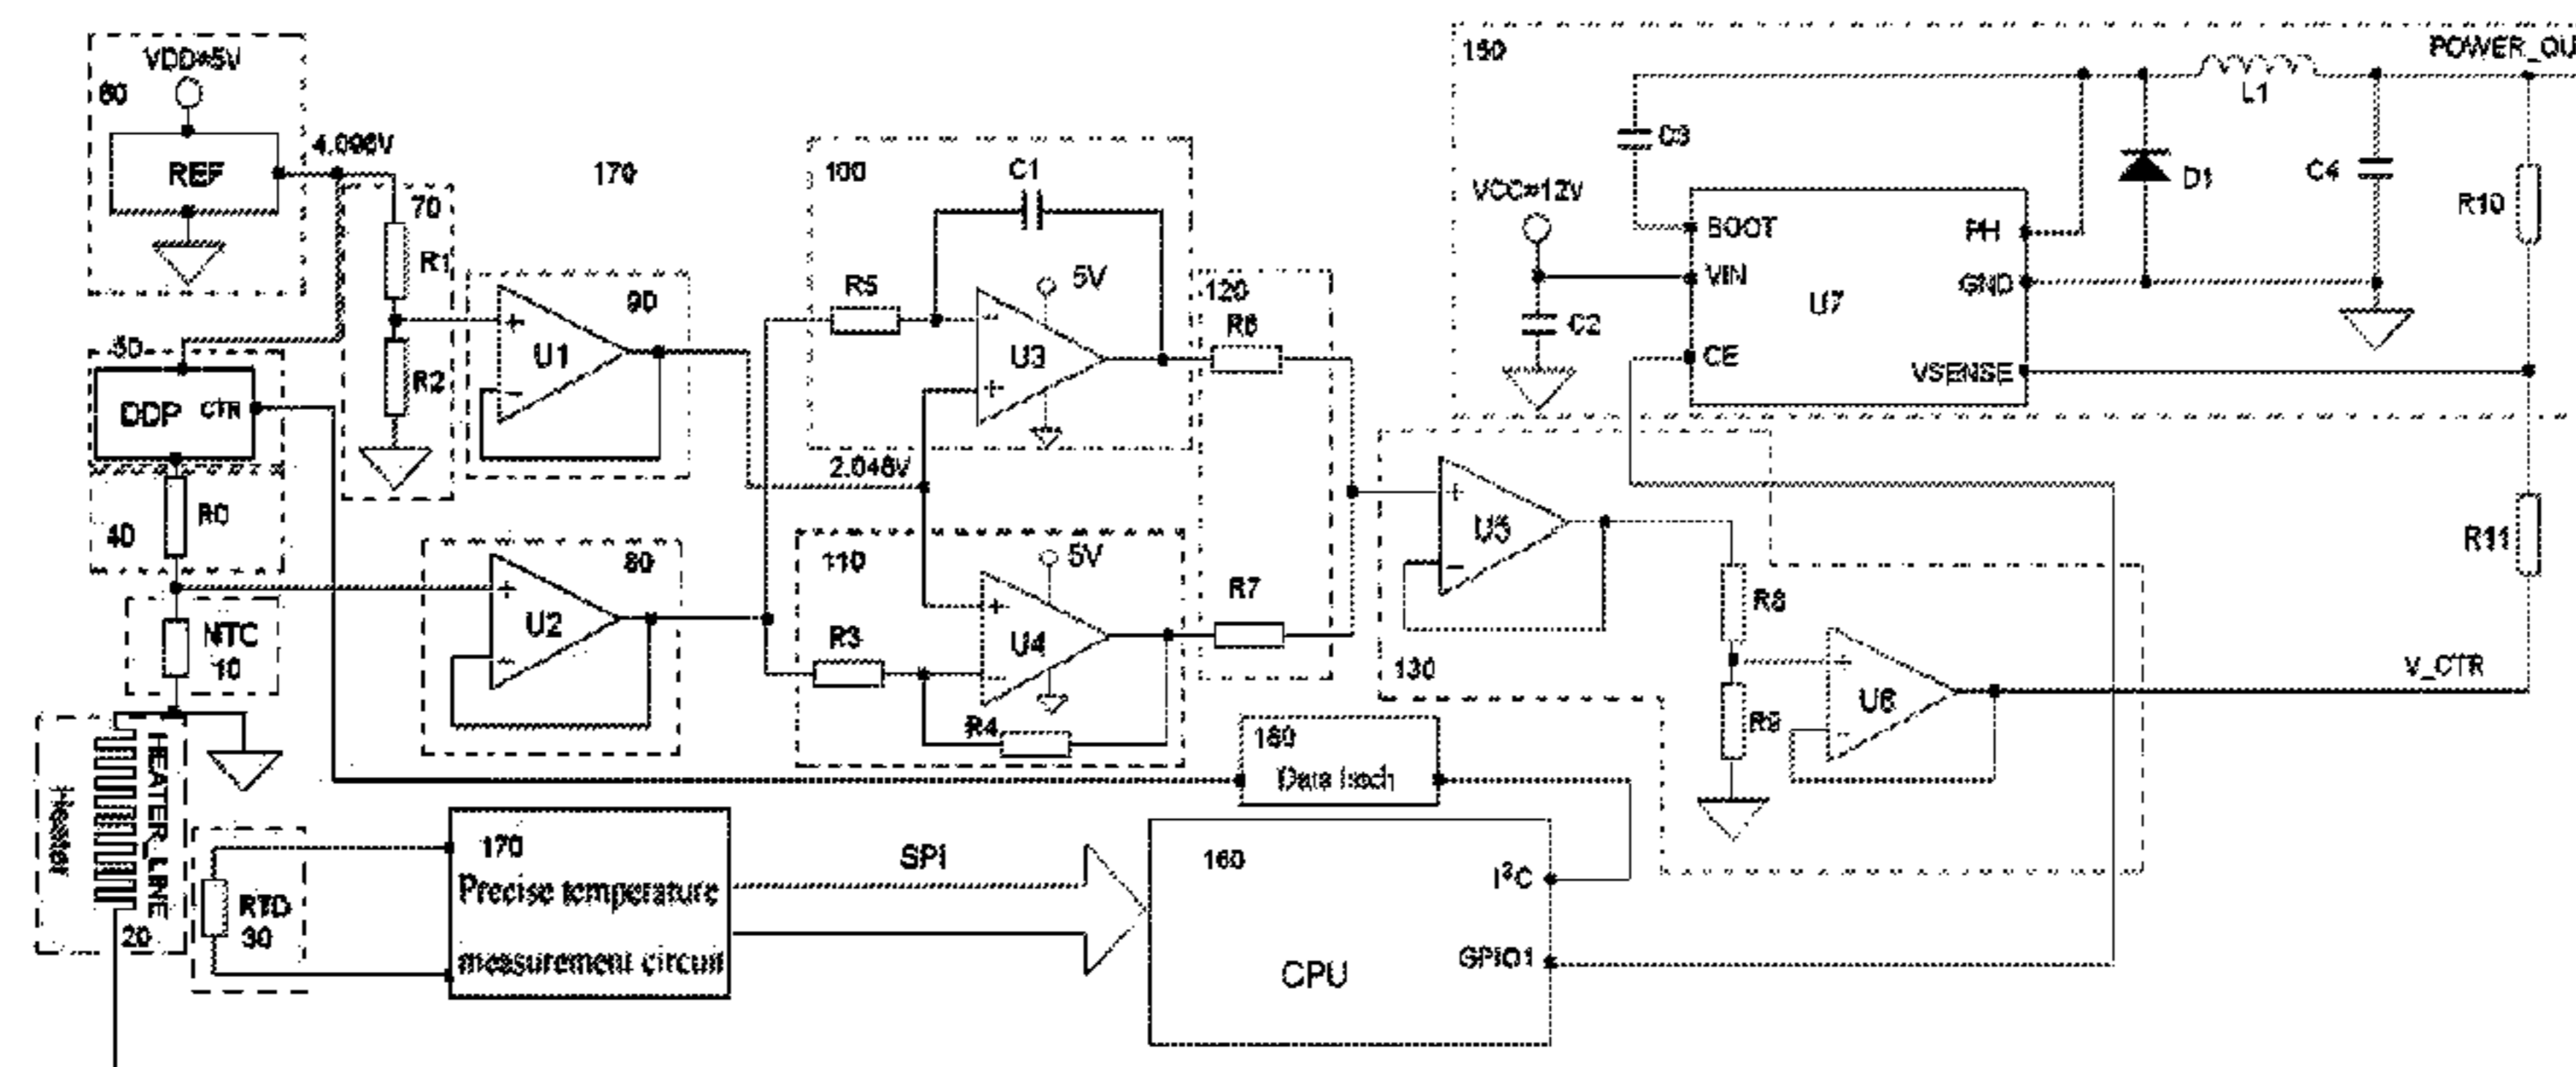 VDD=5V
60
REF
4.096V
70
R1
R2
170
100
C1
R5
5V
U3
90
U1
50
DDP CTR
R0
40
2.048V
80
U2
NTC
10
110
5V
R3
U4
R4
120
R6
R7
150
POWER_OU
L1
C3
VCC=12V
C2
BOOT
VIN
CE
U7
PH
GND
VSENSE
D1
C4
R10
R11
U5
130
R8
R9
U6
V_CTR
Heater
HEATER_LINE
20
RTD
30
170
Precise temperature
measurement circuit
SPI
180
160
CPU
I²C
GPIO1